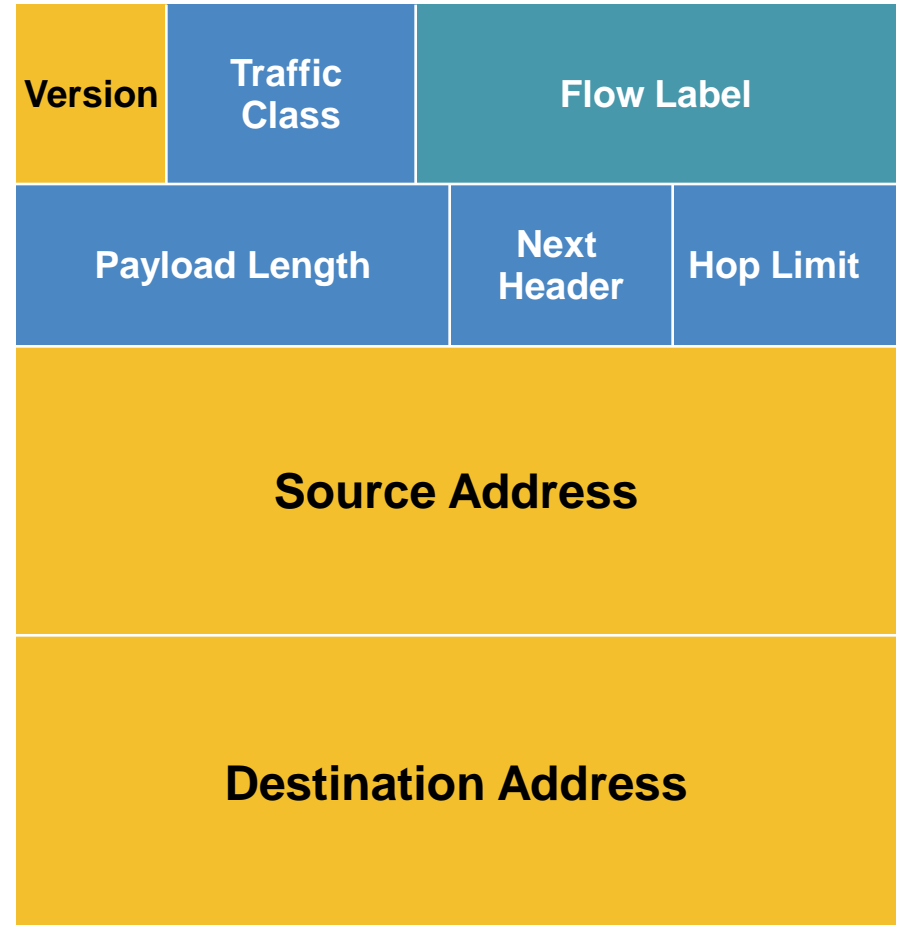 Version
Traffic
Class
Flow Label
Payload Length
Next
Header
Hop Limit
Source Address
Destination Address